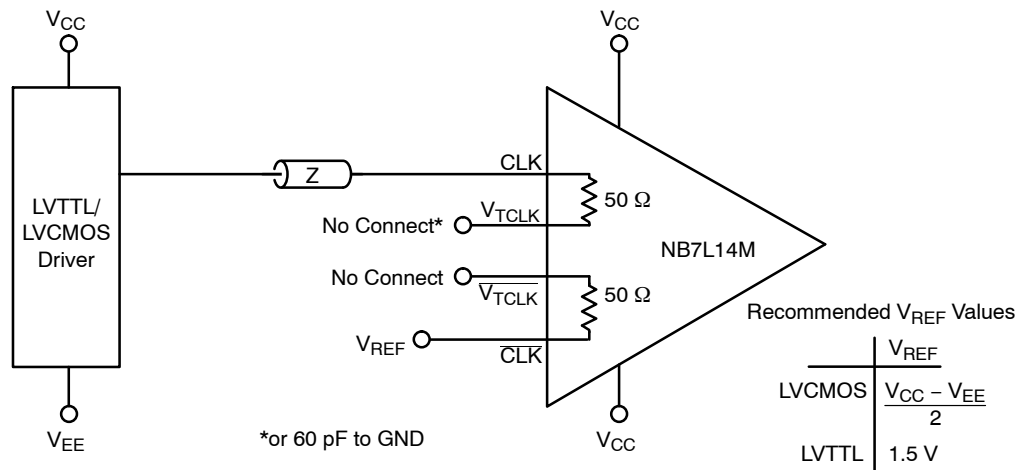 VCC
VCC
LVTTL/
LVCMOS
Driver
Z
CLK
50 Ω
No Connect*
VTCLK
NB7L14M
No Connect
VTCLK
50 Ω
VREF
CLK
VEE
*or 60 pF to GND
VCC
Recommended VREF Values
VREF
LVCMOS
VCC – VEE
2
LVTTL
1.5 V